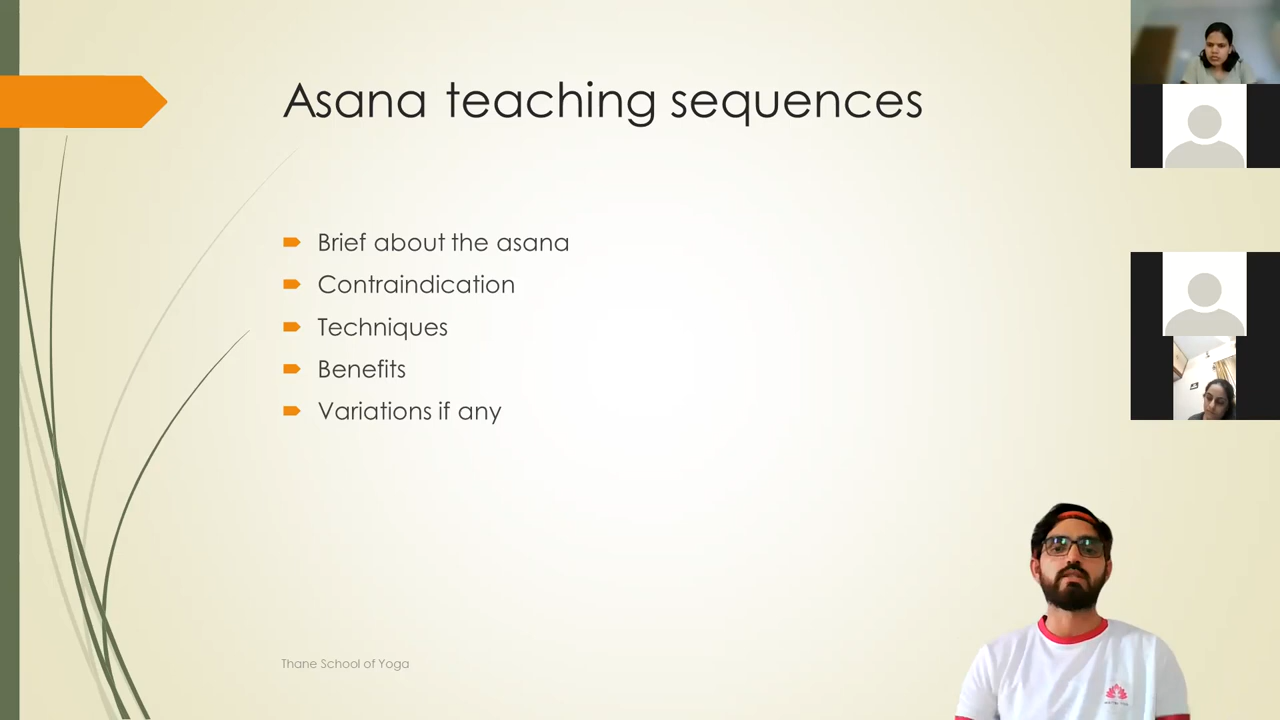 Asana teaching sequences
Brief about the asana
Contraindication
Techniques
Benefits
Variations if any
Thane School of Yoga